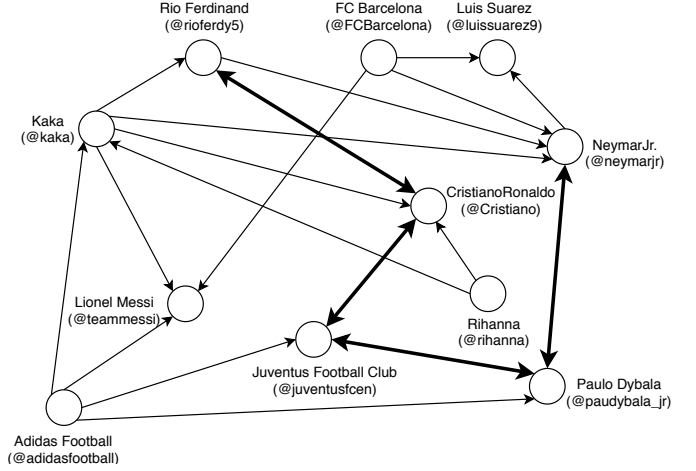 Rio Ferdinand
(@rioferdy5)
FC Barcelona
(@FCBarcelona)
Luis Suarez
(@luissuarez9)
Kaka
(@kaka)
NeymarJr.
(@neymarjr)
CristianoRonaldo
(@Cristiano)
Lionel Messi
(@teammessi)
Rihanna
(@rihanna)
Juventus Football Club
(@juventusfcen)
Paulo Dybala
(@paudybala_jr)
Adidas Football
(@adidasfootball)